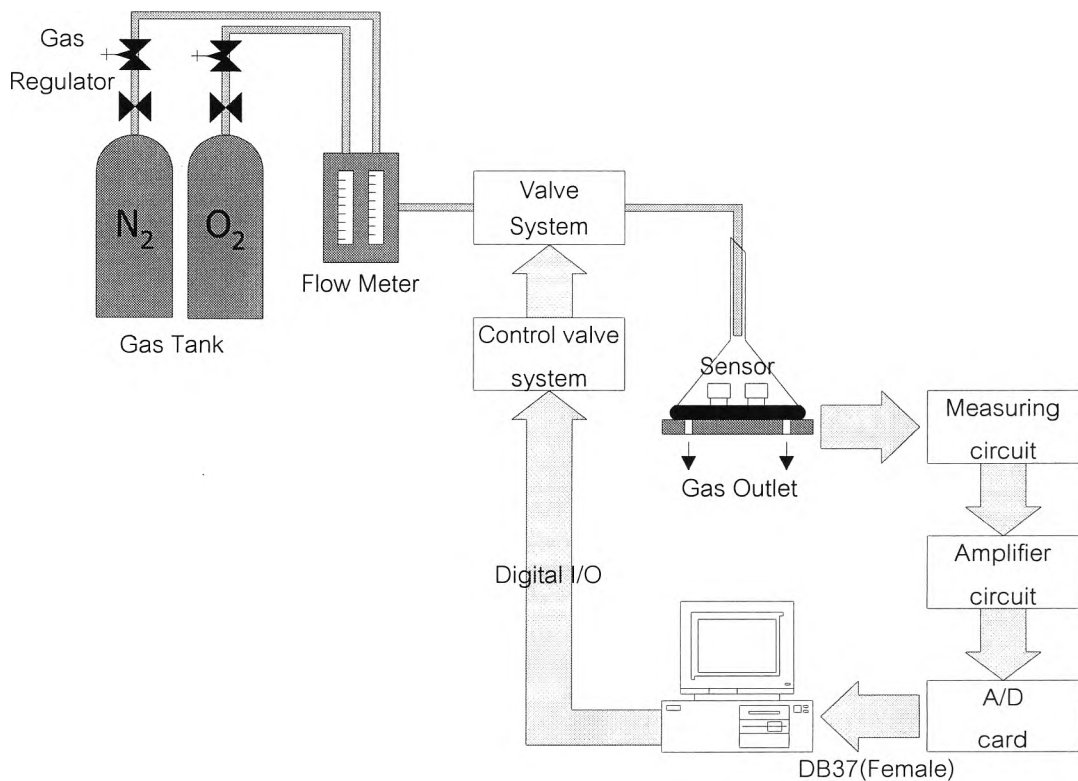 Gas
Regulator
N2
O2
Gas Tank
Flow Meter
Valve
System
Control valve
system
Sensor
Gas Outlet
Measuring
circuit
Amplifier
circuit
A/D
card
DB37(Female)
Digital I/O